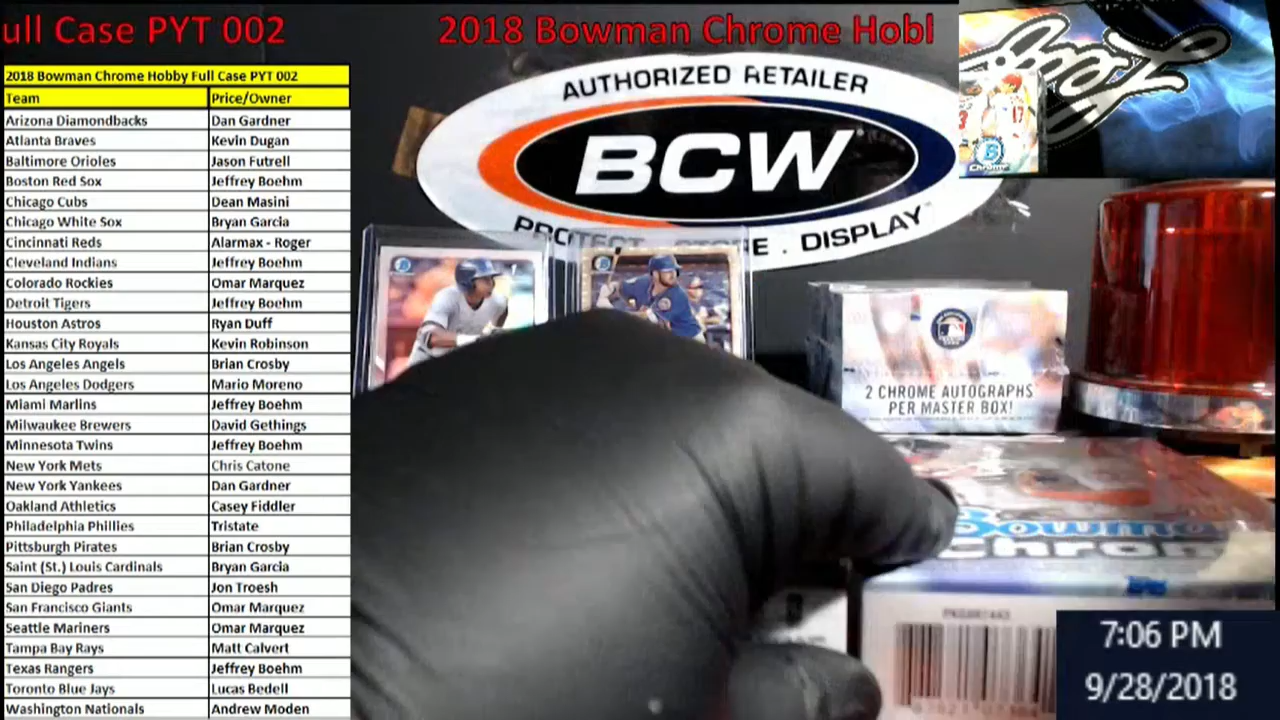 ull Case PYT 002
2018 Bowman Chrome Hobl
2018 Bowman Chrome Hobby Full Case PYT 002
Team Price/Owner
Arizona Diamondbacks Dan Gardner
Atlanta Braves Kevin Dugan
Baltimore Orioles Jason Futrell
Boston Red Sox Jeffrey Boehm
Chicago Cubs Dean Masini
Chicago White Sox Bryan Garcia
Cincinnati Reds Alarmax - Roger
Cleveland Indians Jeffrey Boehm
Colorado Rockies Omar Marquez
Detroit Tigers Jeffrey Boehm
Houston Astros Ryan Duff
Kansas City Royals Kevin Robinson
Los Angeles Angels Brian Crosby
Los Angeles Dodgers Mario Moreno
Miami Marlins Jeffrey Boehm
Milwaukee Brewers David Gethings
Minnesota Twins Jeffrey Boehm
New York Mets Chris Catone
New York Yankees Dan Gardner
Oakland Athletics Casey Fiddler
Philadelphia Phillies Tristate
Pittsburgh Pirates Brian Crosby
Saint (St.) Louis Cardinals Bryan Garcia
San Diego Padres Jon Troesh
San Francisco Giants Omar Marquez
Seattle Mariners Omar Marquez
Tampa Bay Rays Matt Calvert
Texas Rangers Jeffrey Boehm
Toronto Blue Jays Lucas Bedell
Washington Nationals Andrew Moden
AUTHORIZED RETAILER
BCW
PROTECT . STORE . DISPLAY
Leaf
17
2 CHROME AUTOGRAPHS
PER MASTER BOX!
Bowma
Chrom
Topps
7:06 PM
9/28/2018